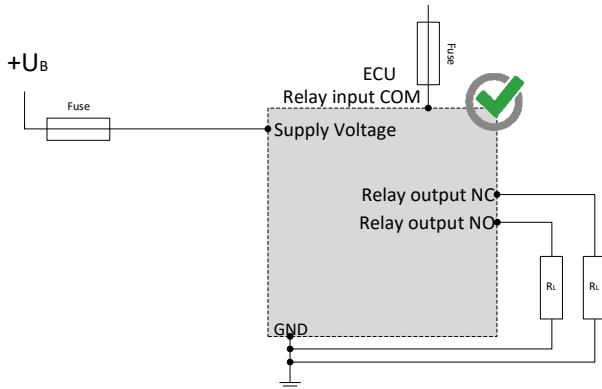 Fuse
ECU
+UB
Relay input COM
Fuse
Supply Voltage
Relay output NC
Relay output NO
RL
RL
GND